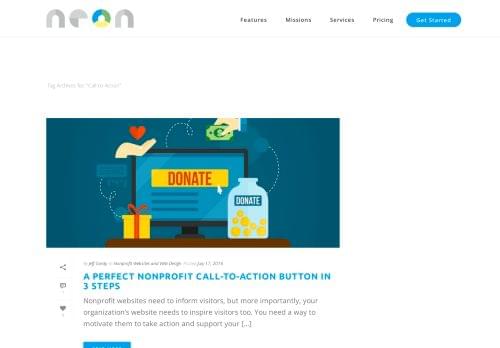 neon
Features Missions Services Pricing Get Started
Tag Archives for: "Call-to-Action"
DONATE
DONATE
by Jeff Gordy in Nonprofit Websites and Web Design Posted July 17, 2016
A PERFECT NONPROFIT CALL-TO-ACTION BUTTON IN
3 STEPS
Nonprofit websites need to inform visitors, but more importantly, your
organization's website needs to inspire visitors too. You need a way to
motivate them to take action and support your [...]